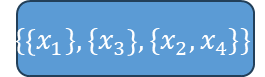 {{x₁}, {x₃}, {x₂, x₄}}